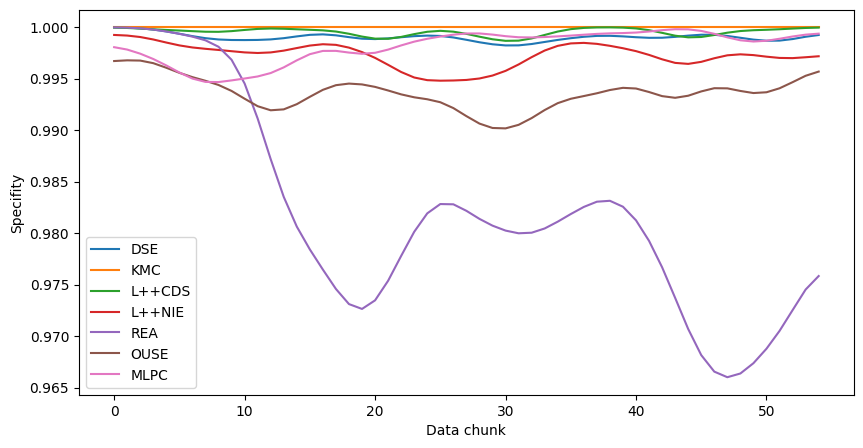 1.000
0.995
0.990
0.985
0.980
0.975
0.970
0.965
Specifity
DSE
KMC
L++CDS
L++NIE
REA
OUSE
MLPC
0 10 20 30 40 50
Data chunk